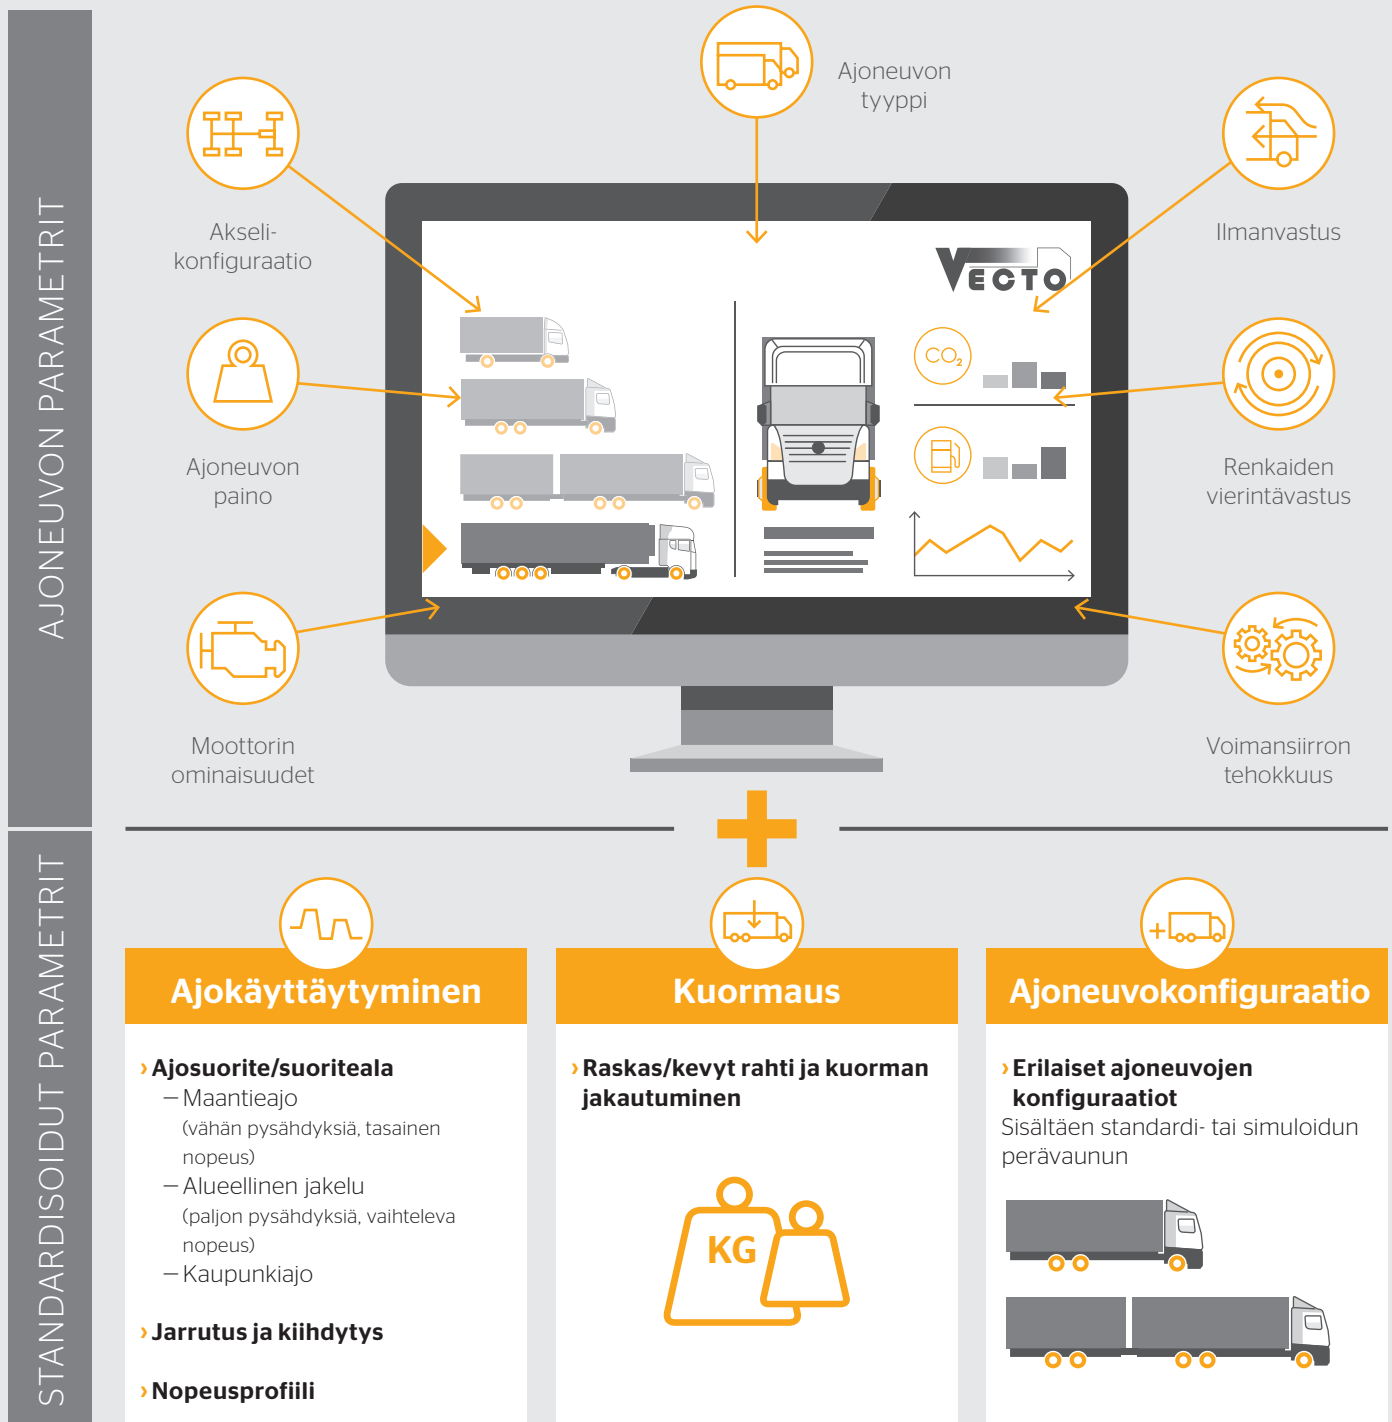 AJONEUVON PARAMETRIT
Ajoneuvon
tyyppi
Akseli-
konfiguraatio
Ilmanvastus
VECTO
CO₂
Ajoneuvon
paino
Renkaiden
vierintävastus
Moottorin
ominaisuudet
Voimansiirron
tehokkuus
+
STANDARDISOIDUT PARAMETRIT
Ajokäyttäytyminen
› Ajosuorite/suoriteala
— Maantieajo
(vähän pysähdyksiä, tasainen
nopeus)
— Alueellinen jakelu
(paljon pysähdyksiä, vaihteleva
nopeus)
— Kaupunkiajo
› Jarrutus ja kiihdytys
› Nopeusprofiili
Kuormaus
› Raskas/kevyt rahti ja kuorman
jakautuminen
KG
+
Ajoneuvokonfiguraatio
› Erilaiset ajoneuvojen
konfiguraatiot
Sisältäen standardi- tai simuloidun
perävaunun